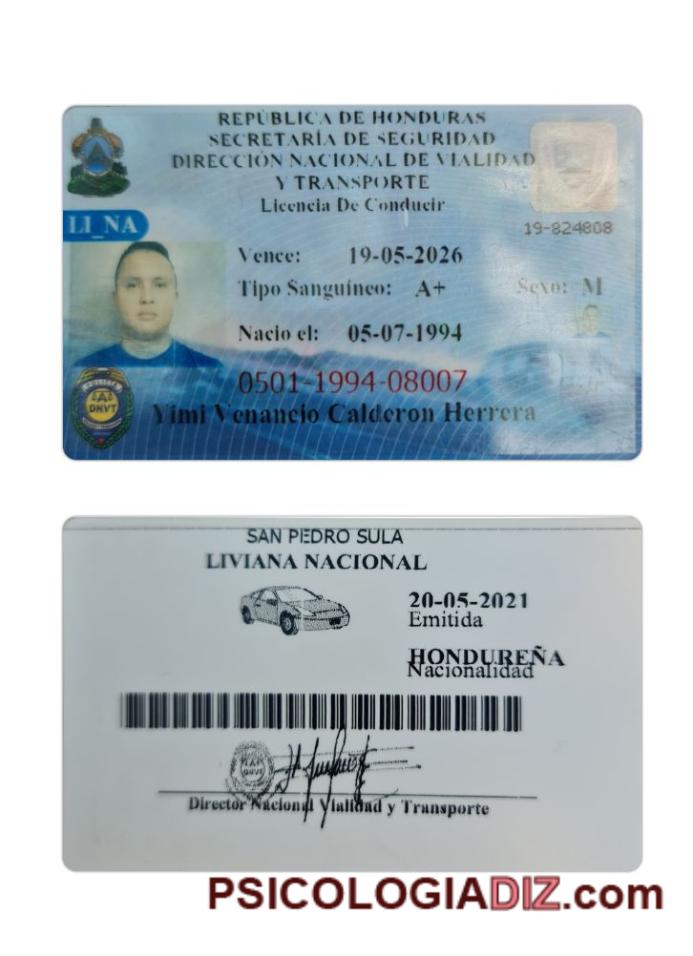 REPÚBLICA DE HONDURAS
SECRETARÍA DE SEGURIDAD
DIRECCIÓN NACIONAL DE VIALIDAD
Y TRANSPORTE
Licencia De Conducir
19-824808
LI_NA
Vence: 19-05-2026
Tipo Sanguíneo: A+ Sexo: M
Nacio el: 05-07-1994
0501-1994-08007
DNVT
Yimi Venancio Calderon Herrera
SAN PEDRO SULA
LIVIANA NACIONAL
20-05-2021
Emitida
HONDUREÑA
Nacionalidad
DNVT
Director Nacional Vialidad y Transporte
PSICOLOGIADIZ.com